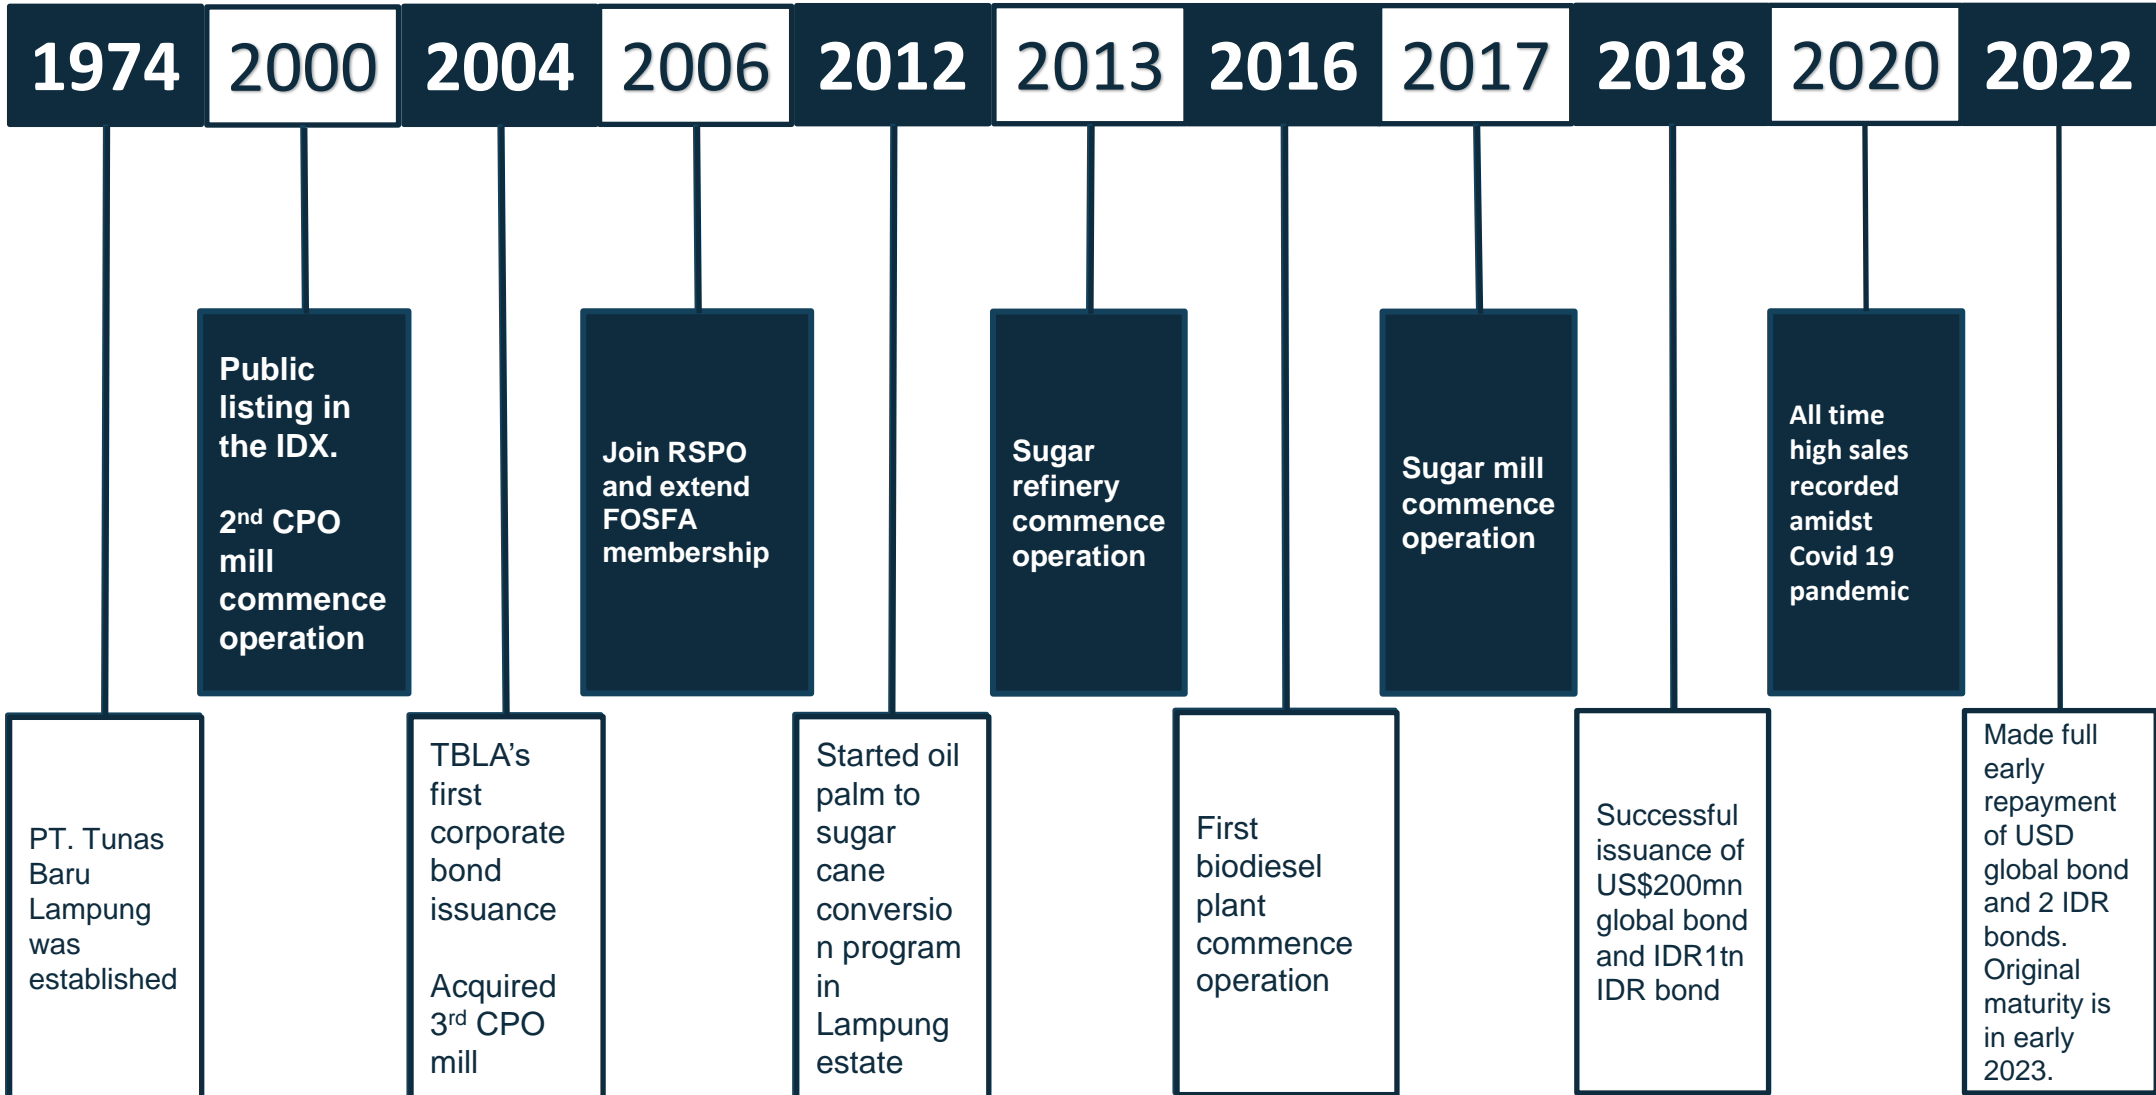 1974
2000
2004
2006
2012
2013
2016
2017
2018
2020
2022
Public
listing in
the IDX.
2nd CPO
mill
commence
operation
Join RSPO
and extend
FOSFA
membership
Sugar
refinery
commence
operation
Sugar mill
commence
operation
All time
high sales
recorded
amidst
Covid 19
pandemic
PT. Tunas
Baru
Lampung
was
established
TBLA’s
first
corporate
bond
issuance
Acquired
3rd CPO
mill
Started oil
palm to
sugar
cane
conversio
n program
in
Lampung
estate
First
biodiesel
plant
commence
operation
Successful
issuance of
US$200mn
global bond
and IDR1tn
IDR bond
Made full
early
repayment
of USD
global bond
and 2 IDR
bonds.
Original
maturity is
in early
2023.